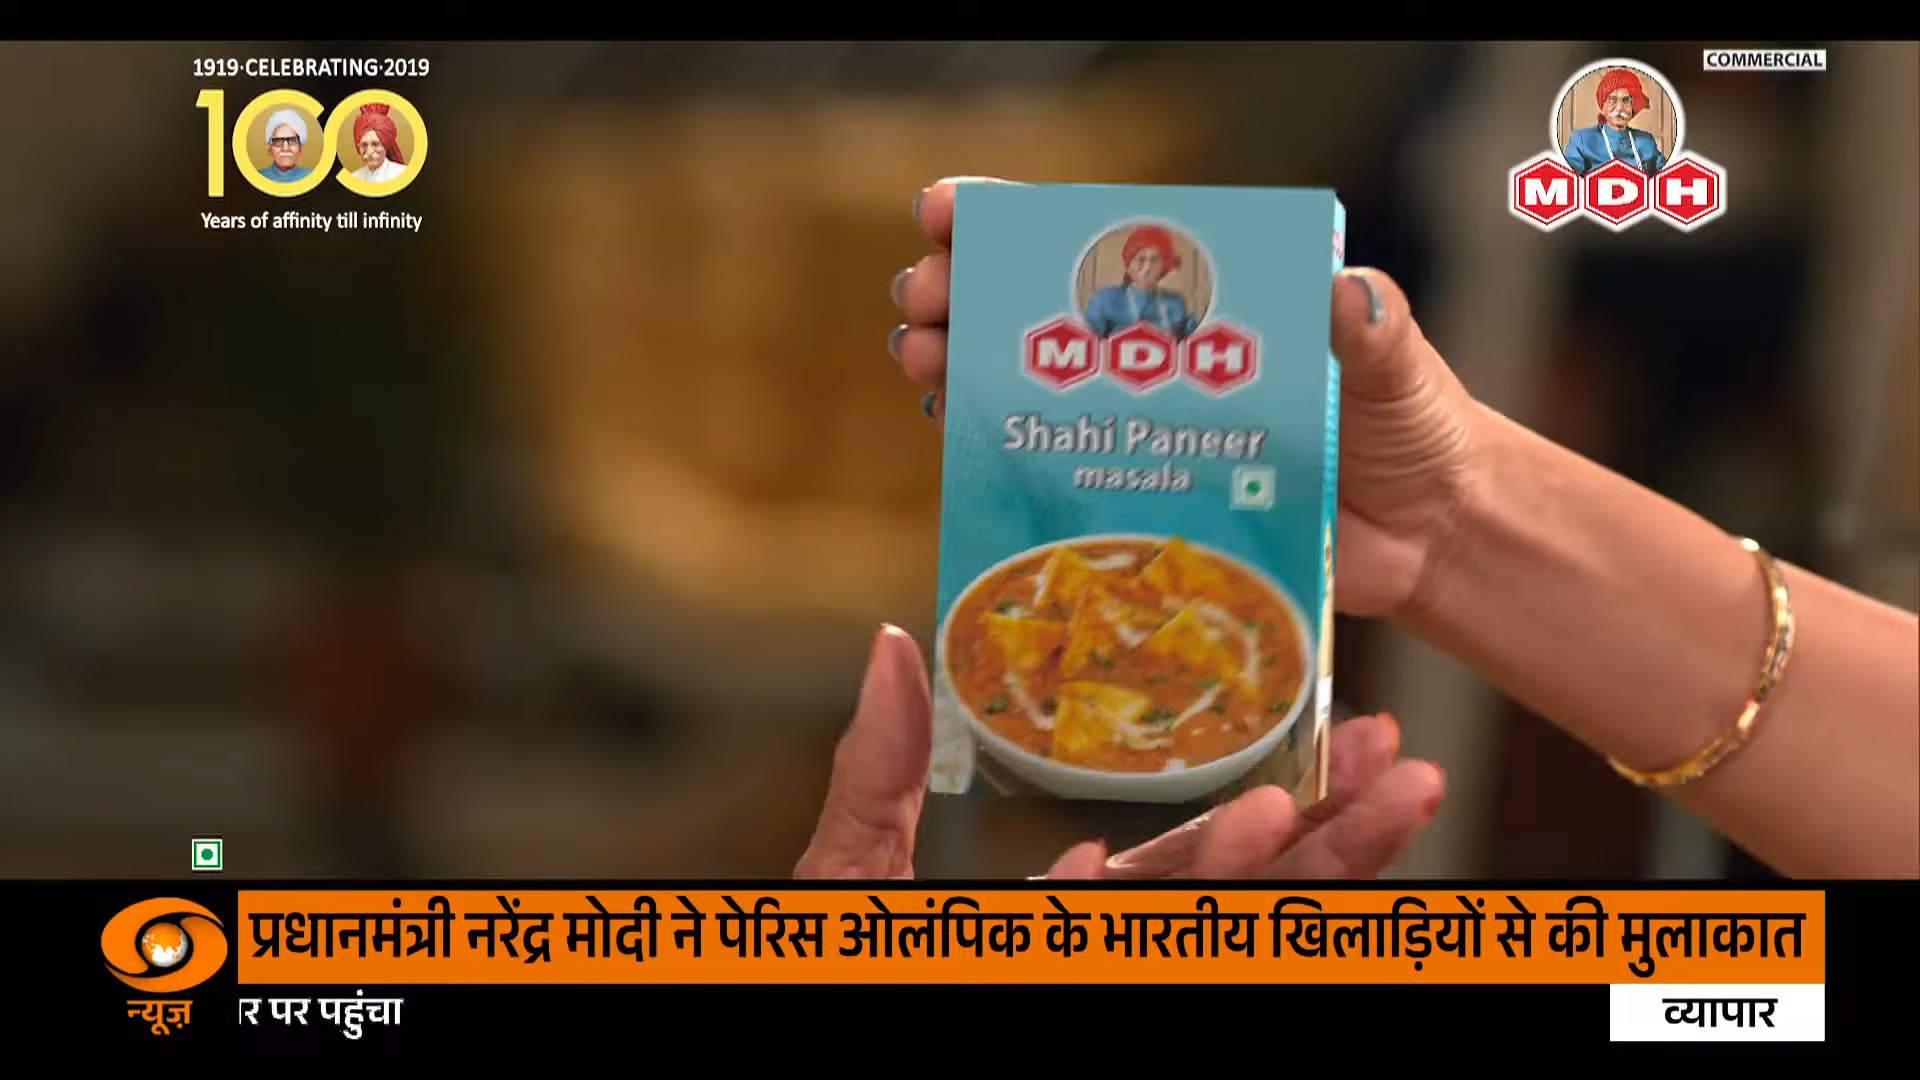 1919·CELEBRATING·2019
100
Years of affinity till infinity
COMMERCIAL
MDH
MDH
Shahi Paneer
masala
प्रधानमंत्री नरेंद्र मोदी ने पेरिस ओलंपिक के भारतीय खिलाड़ियों से की मुलाकात
न्यूज़
र पर पहुंचा
व्यापार